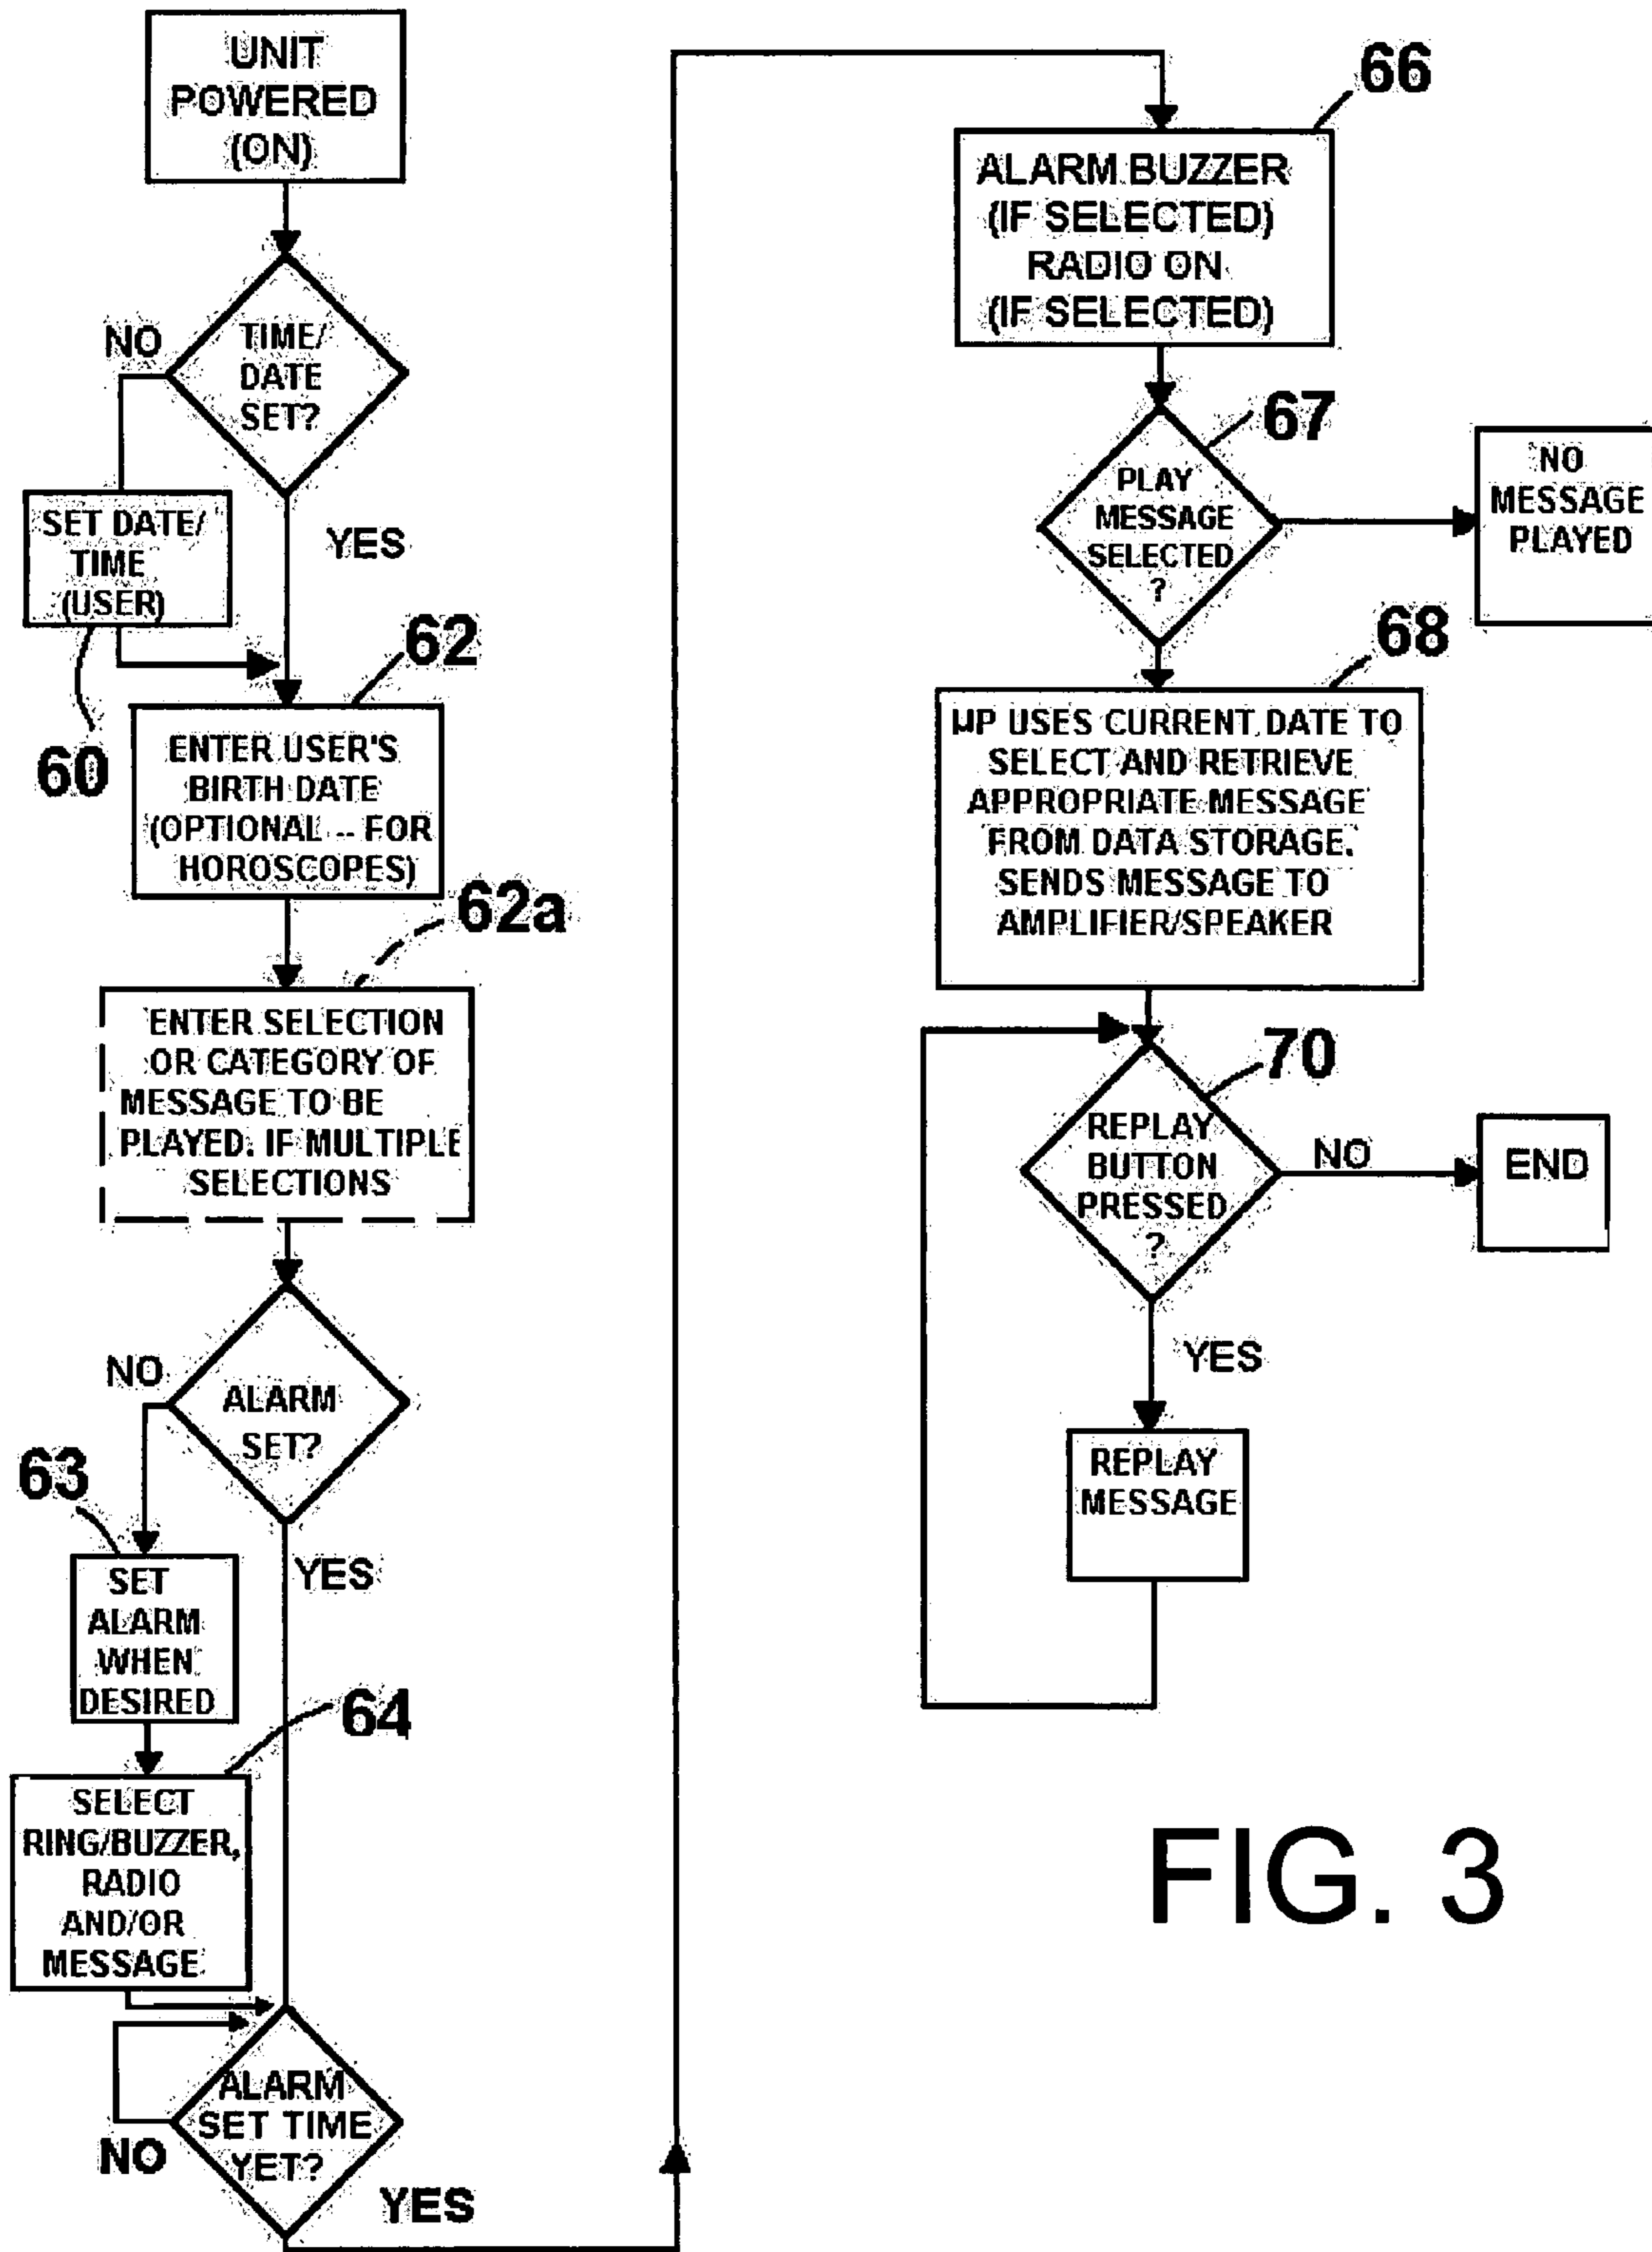 UNIT
POWERED
(ON)
NO
TIME/
DATE
SET?
SET DATE/
TIME
(USER)
YES
60
62
ENTER USER'S
BIRTH DATE
(OPTIONAL -- FOR
HOROSCOPES)
62a
ENTER SELECTION
OR CATEGORY OF
MESSAGE TO BE
PLAYED. IF MULTIPLE
SELECTIONS
NO
ALARM
SET?
63
YES
SET
ALARM
WHEN
DESIRED
64
SELECT
RING/BUZZER,
RADIO
AND/OR
MESSAGE
ALARM
SET TIME
YET?
NO
YES
66
ALARM BUZZER
(IF SELECTED)
RADIO ON
(IF SELECTED)
67
PLAY
MESSAGE
SELECTED
?
NO
MESSAGE
PLAYED
68
µP USES CURRENT DATE TO
SELECT AND RETRIEVE
APPROPRIATE MESSAGE
FROM DATA STORAGE.
SENDS MESSAGE TO
AMPLIFIER/SPEAKER
70
REPLAY
BUTTON
PRESSED
?
NO
END
YES
REPLAY
MESSAGE
FIG. 3